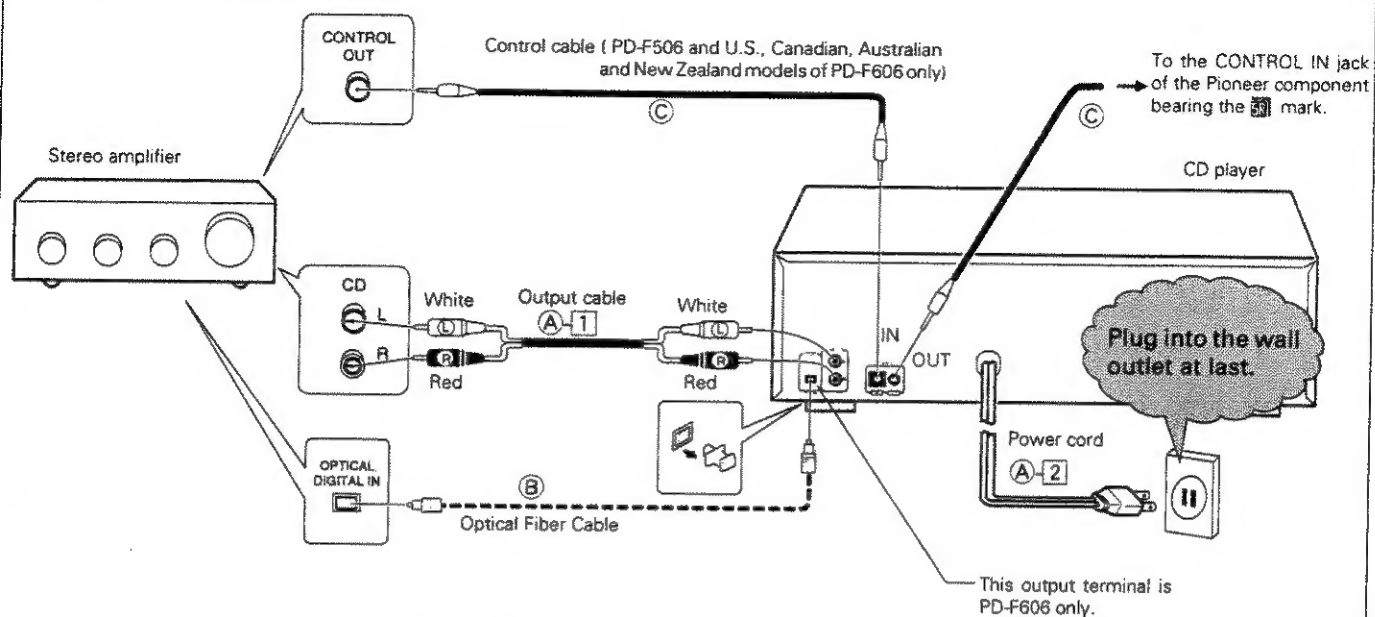 CONTROL
OUT
Control cable ( PD-F506 and U.S., Canadian, Australian
and New Zealand models of PD-F606 only)
To the CONTROL IN jack
of the Pioneer component
bearing the SR mark.
Ⓒ
Ⓒ
Stereo amplifier
CD player
CD
L
R
White
Output cable
White
Ⓐ-1
Ⓛ
Ⓛ
Ⓡ
Ⓡ
Red
Red
IN
OUT
Plug into the wall
outlet at last.
Power cord
Ⓐ-2
OPTICAL
DIGITAL IN
Ⓑ
Optical Fiber Cable
This output terminal is
PD-F606 only.